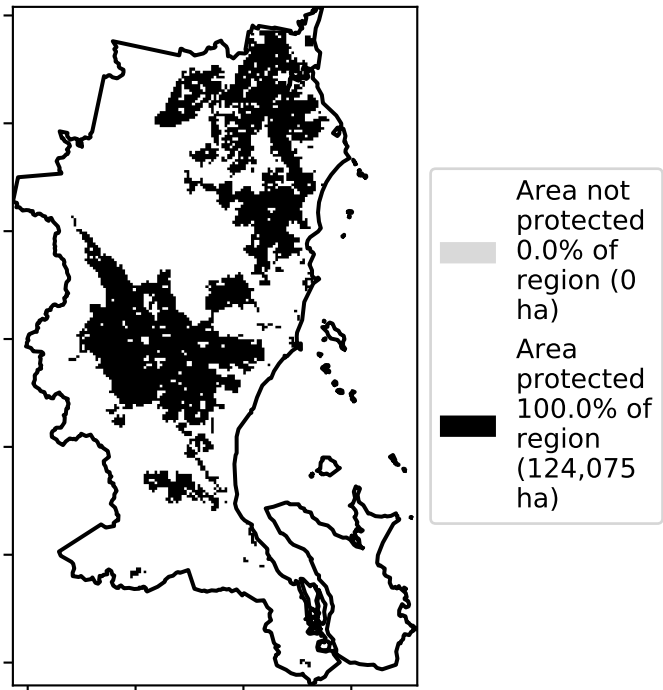 Area not
protected
0.0% of
region (0
ha)
Area
protected
100.0% of
region
(124,075
ha)